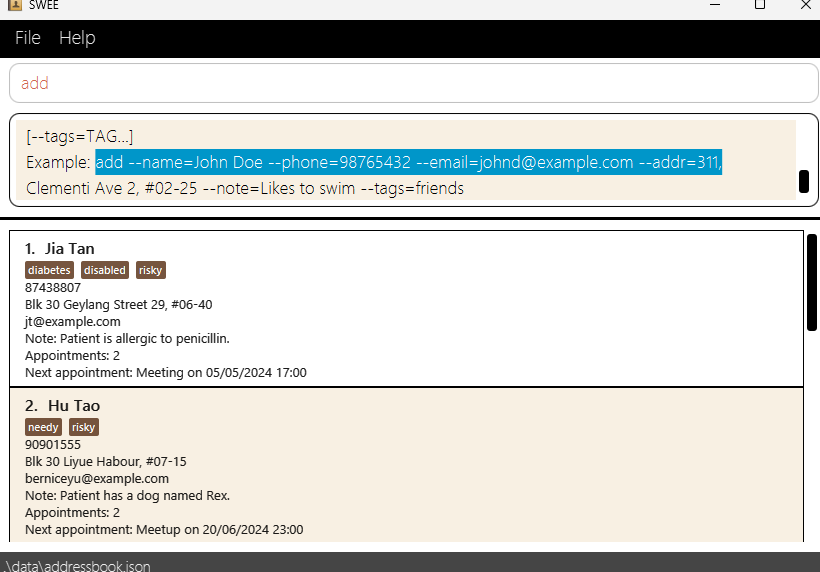 SWEE
File Help
add
[--tags=TAG...]
Example: add --name=John Doe --phone=98765432 --email=johnd@example.com --addr=311,
Clementi Ave 2, #02-25 --note=Likes to swim --tags=friends
1. Jia Tan
diabetes disabled risky
87438807
Blk 30 Geylang Street 29, #06-40
jt@example.com
Note: Patient is allergic to penicillin.
Appointments: 2
Next appointment: Meeting on 05/05/2024 17:00
2. Hu Tao
needy risky
90901555
Blk 30 Liyue Habour, #07-15
berniceyu@example.com
Note: Patient has a dog named Rex.
Appointments: 2
Next appointment: Meetup on 20/06/2024 23:00
.\data\addressbook.json